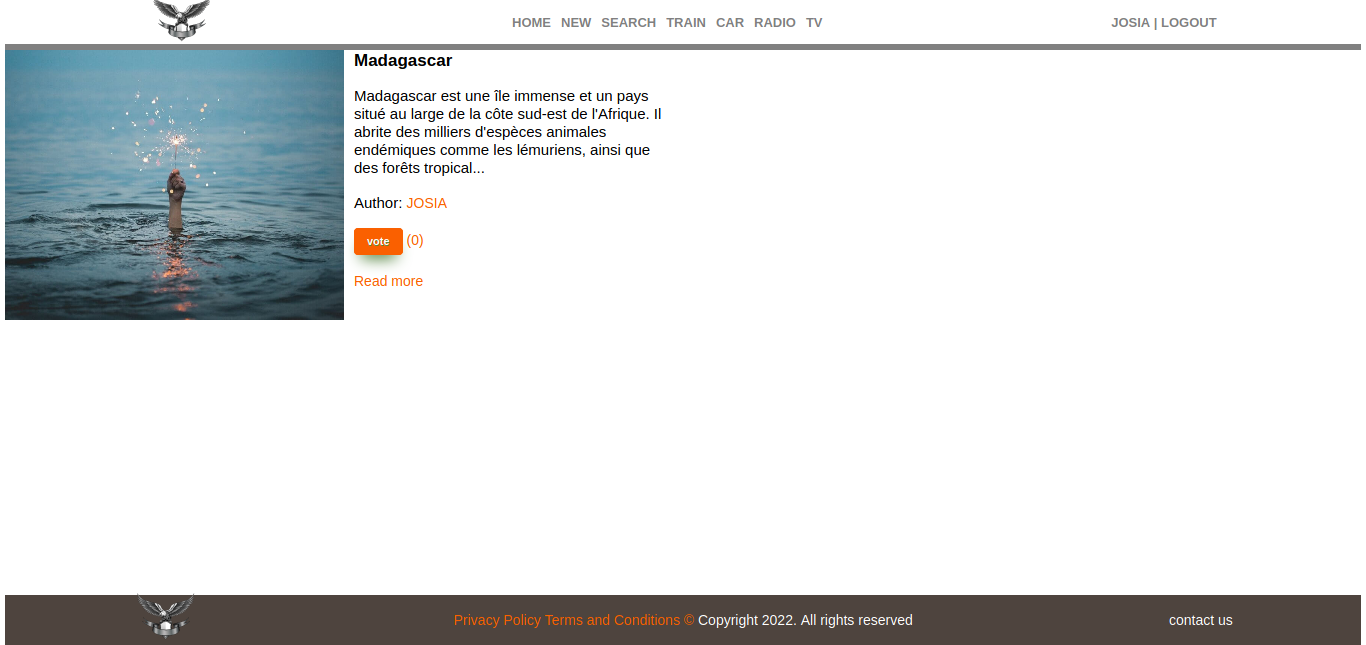 HOME NEW SEARCH TRAIN CAR RADIO TV JOSIA | LOGOUT
Madagascar
Madagascar est une île immense et un pays
situé au large de la côte sud-est de l'Afrique. Il
abrite des milliers d'espèces animales
endémiques comme les lémuriens, ainsi que
des forêts tropical...
Author: JOSIA
vote (0)
Read more
Privacy Policy Terms and Conditions © Copyright 2022. All rights reserved contact us